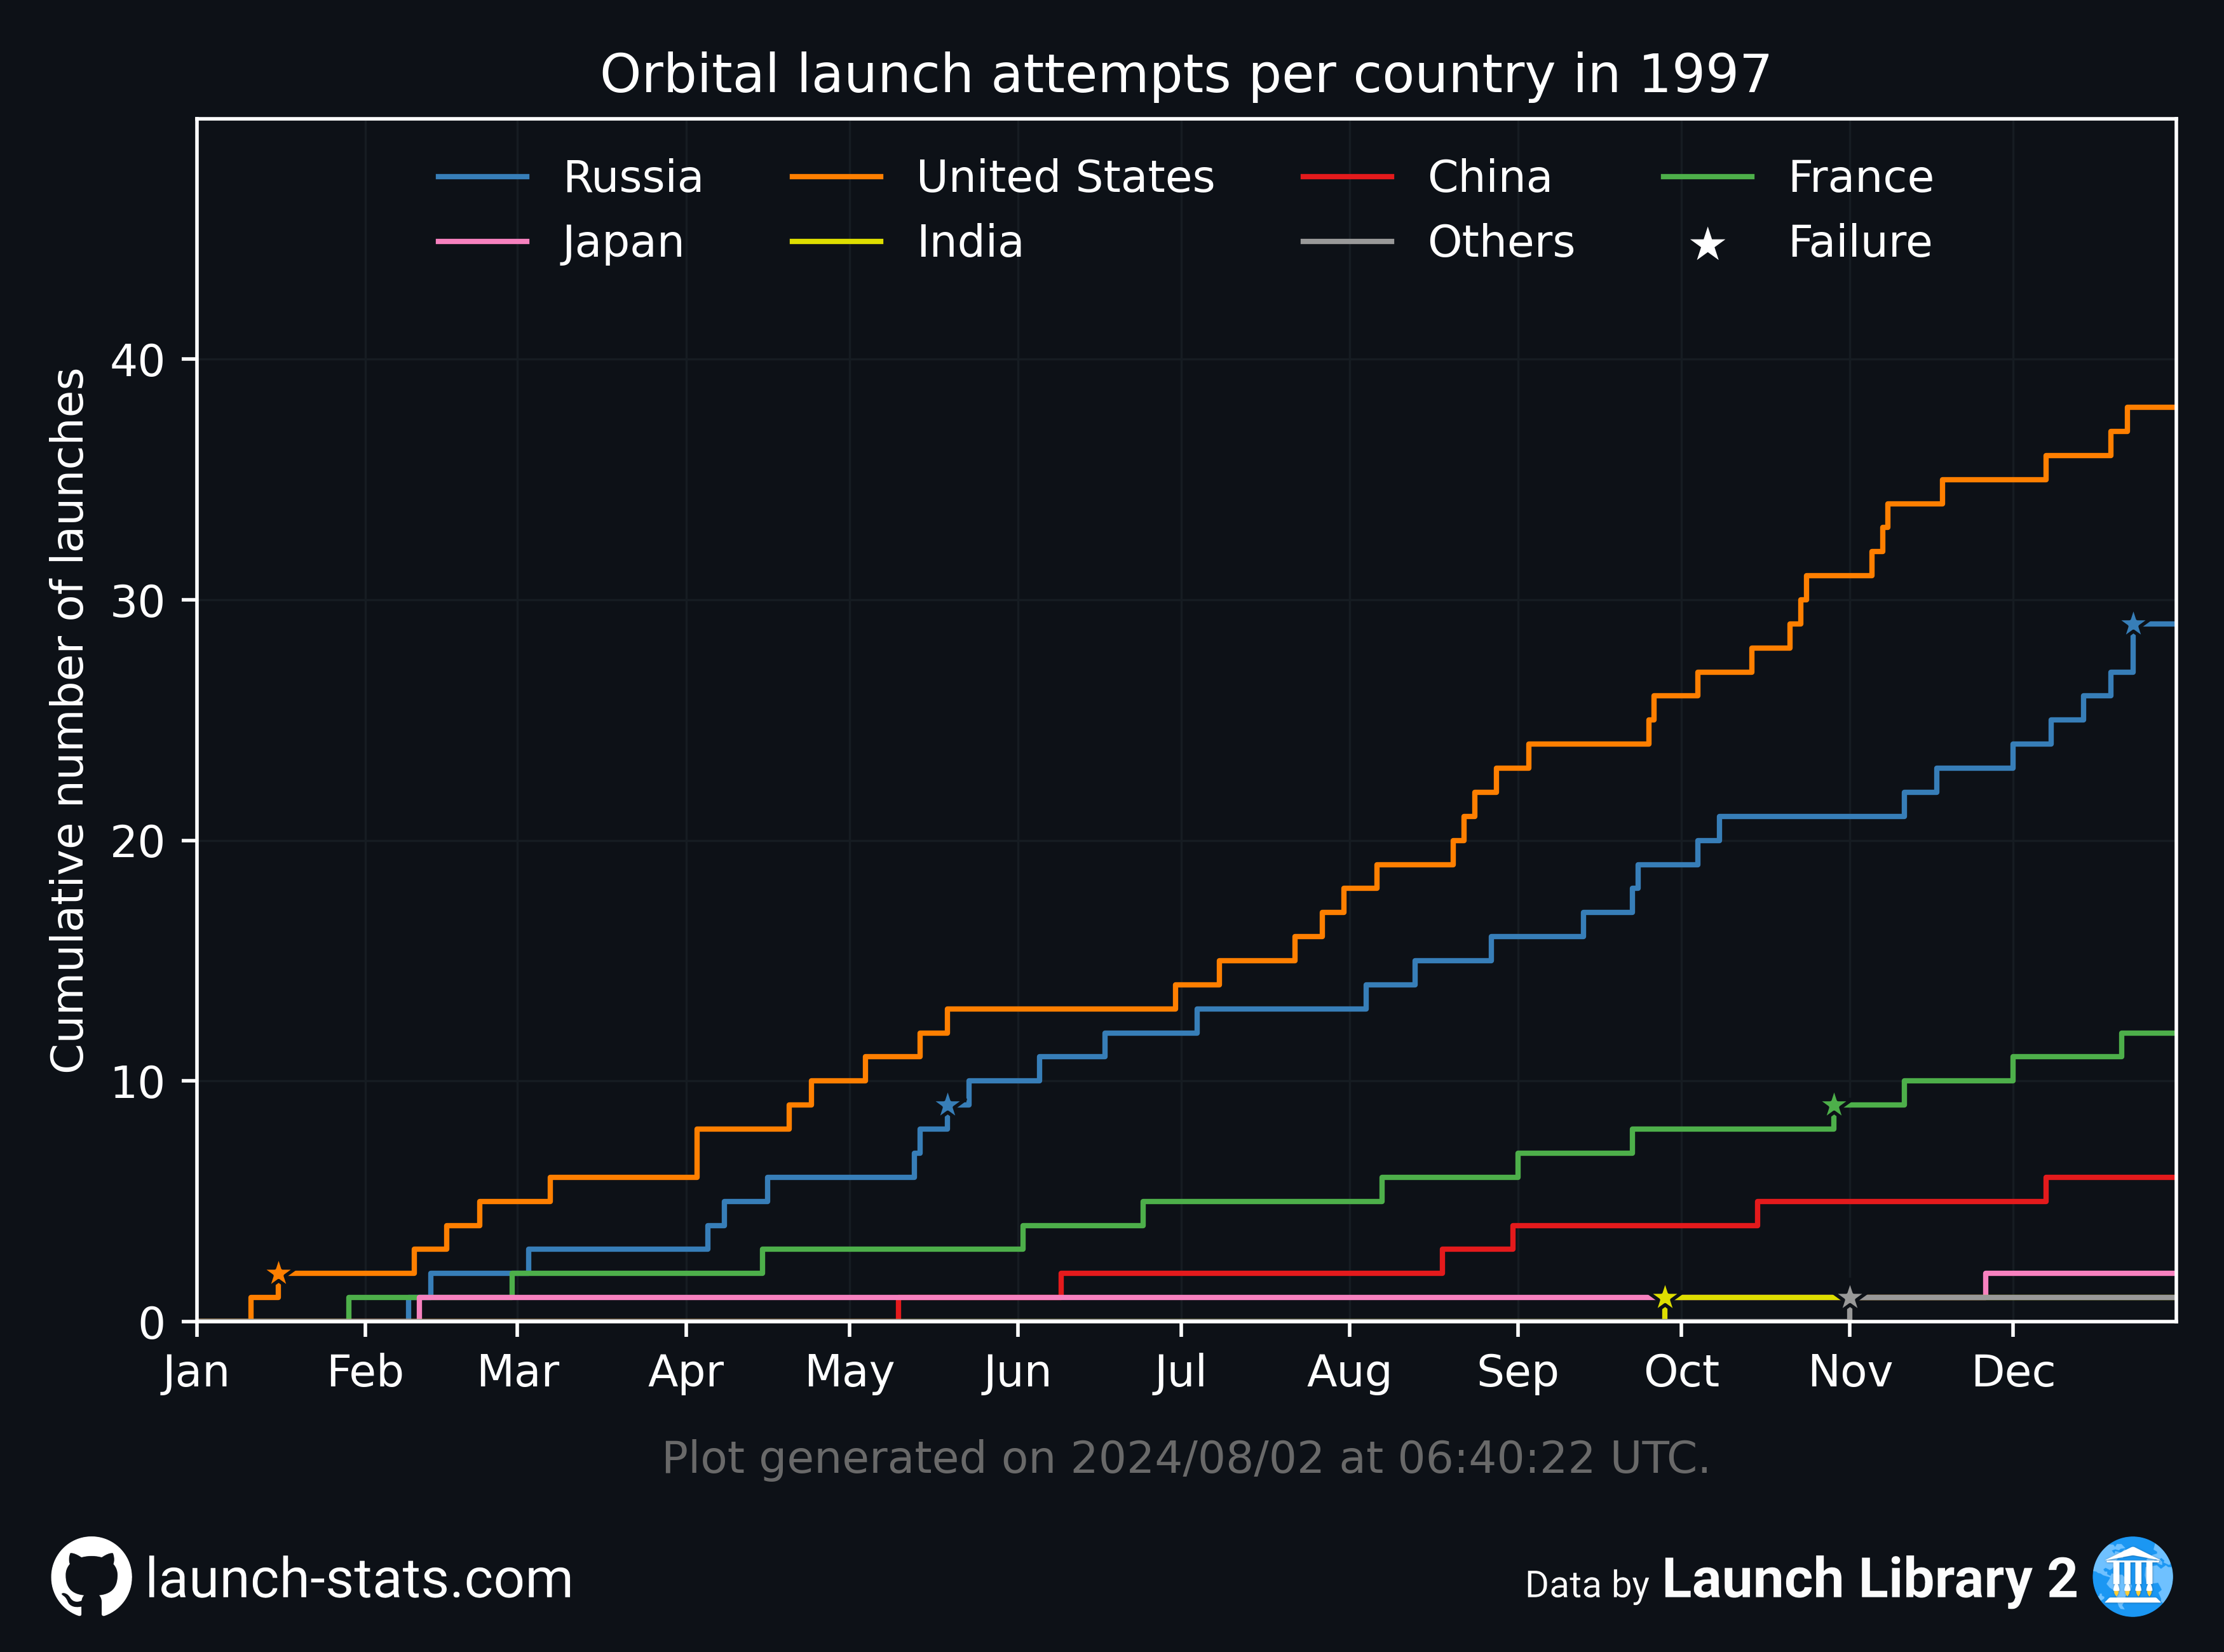 Orbital launch attempts per country in 1997
Russia United States China France
Japan India Others Failure
Cumulative number of launches
40
30
20
10
0
Jan Feb Mar Apr May Jun Jul Aug Sep Oct Nov Dec
Plot generated on 2024/08/02 at 06:40:22 UTC.
launch-stats.com
Data by Launch Library 2